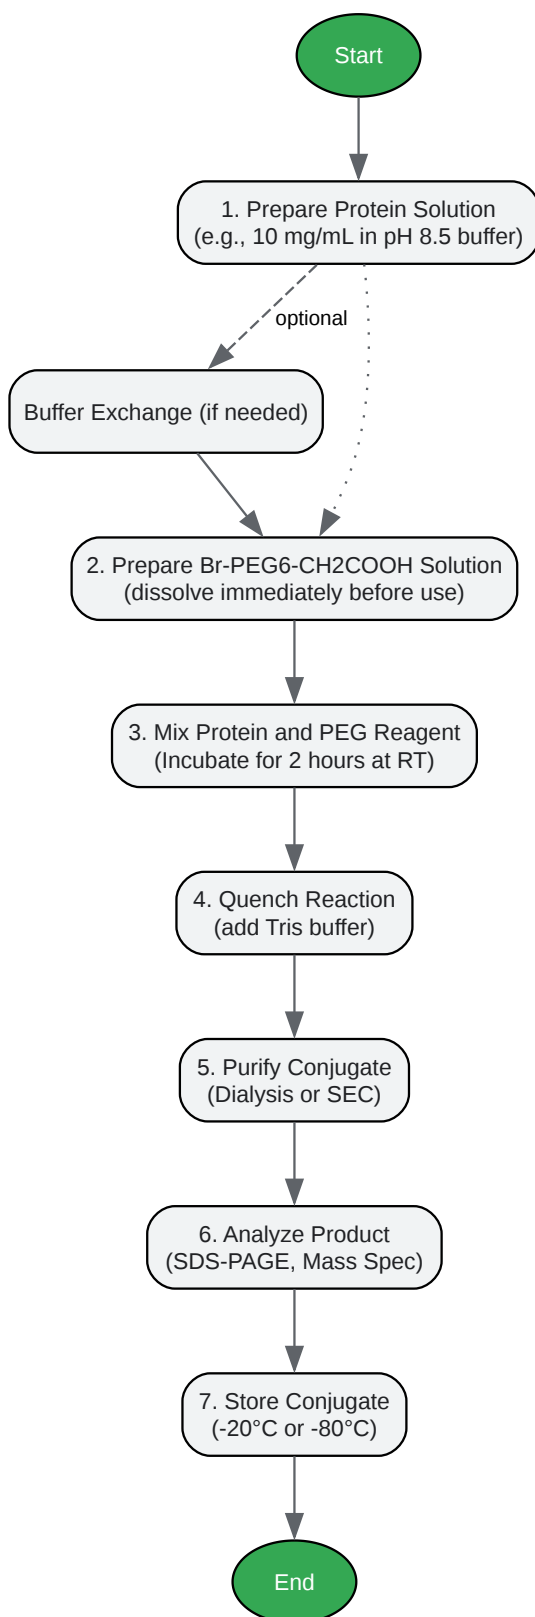 Start
1. Prepare Protein Solution
(e.g., 10 mg/mL in pH 8.5 buffer)
optional
Buffer Exchange (if needed)
2. Prepare Br-PEG6-CH2COOH Solution
(dissolve immediately before use)
3. Mix Protein and PEG Reagent
(Incubate for 2 hours at RT)
4. Quench Reaction
(add Tris buffer)
5. Purify Conjugate
(Dialysis or SEC)
6. Analyze Product
(SDS-PAGE, Mass Spec)
7. Store Conjugate
(-20°C or -80°C)
End